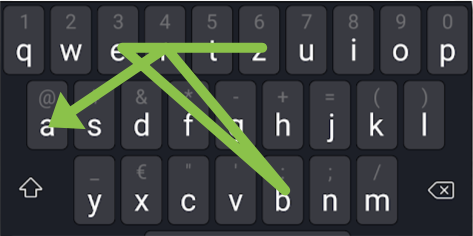 1 2 3 4 5 6 7 8 9 0
q w e r t z u i o p
@ & * - + = ( )
a s d f g h j k l
_ € " ' : ; /
y x c v b n m